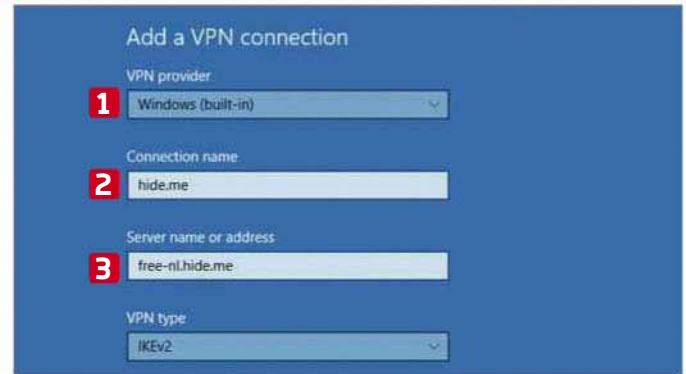 Add a VPN connection
VPN provider
1 Windows (built-in)
Connection name
2 hide.me
Server name or address
3 free-nl.hide.me
VPN type
IKEv2